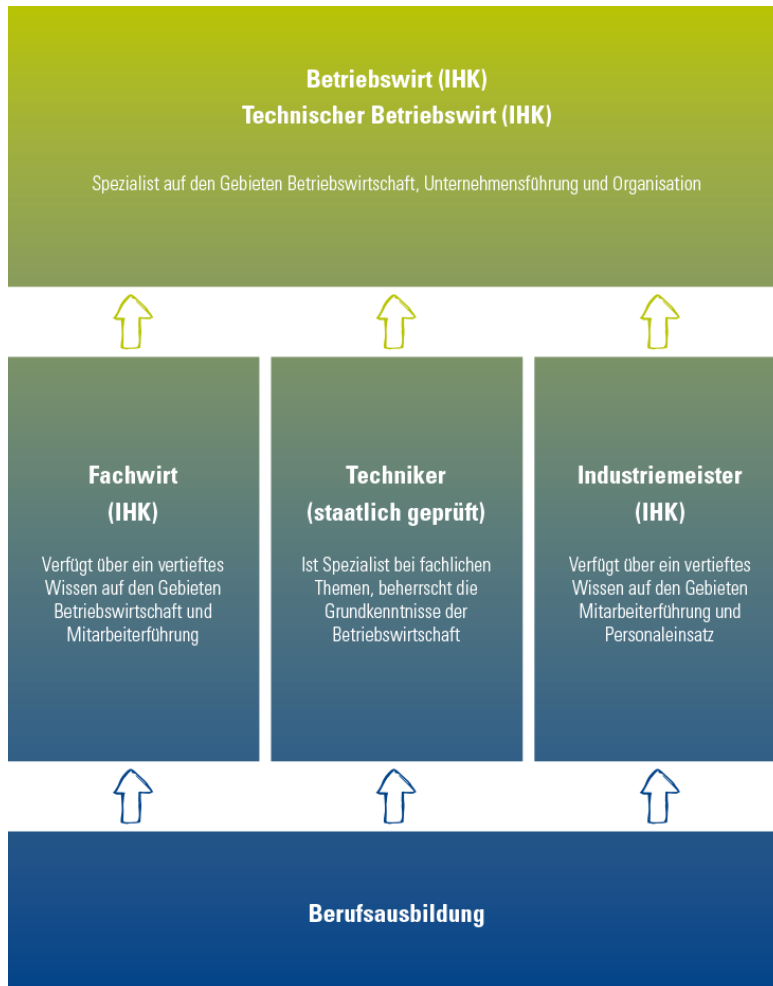 Betriebswirt (IHK)
Technischer Betriebswirt (IHK)
Spezialist auf den Gebieten Betriebswirtschaft, Unternehmensführung und Organisation
Fachwirt
(IHK)
Verfügt über ein vertieftes
Wissen auf den Gebieten
Betriebswirtschaft und
Mitarbeiterführung
Techniker
(staatlich geprüft)
Ist Spezialist bei fachlichen
Themen, beherrscht die
Grundkenntnisse der
Betriebswirtschaft
Industriemeister
(IHK)
Verfügt über ein vertieftes
Wissen auf den Gebieten
Mitarbeiterführung und
Personaleinsatz
Berufsausbildung